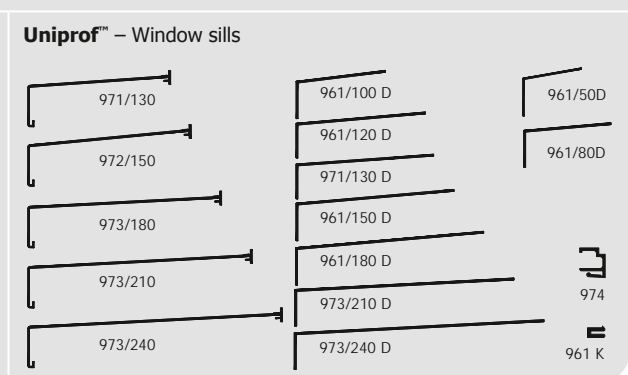 Uniprof™ – Window sills
971/130
972/150
973/180
973/210
973/240
961/100 D
961/120 D
971/130 D
961/150 D
961/180 D
973/210 D
973/240 D
961/50D
961/80D
974
961 K